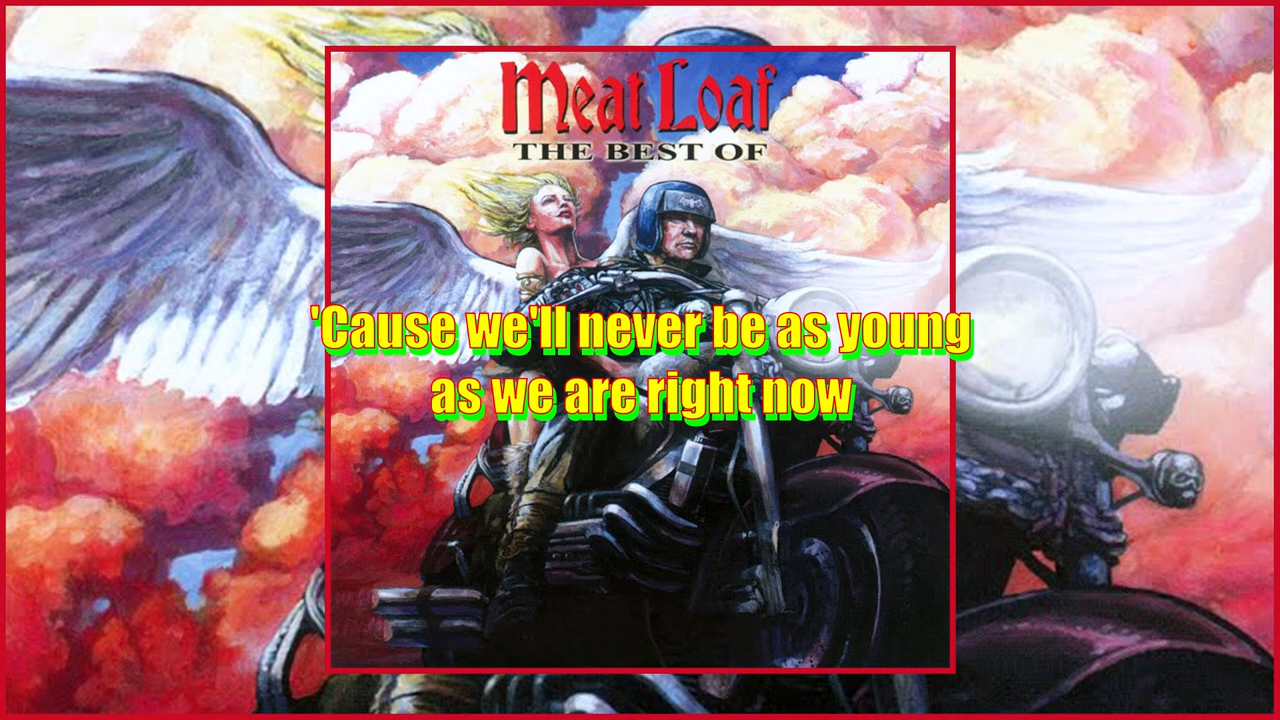 Meat Loaf
THE BEST OF
'Cause we'll never be as young
as we are right now